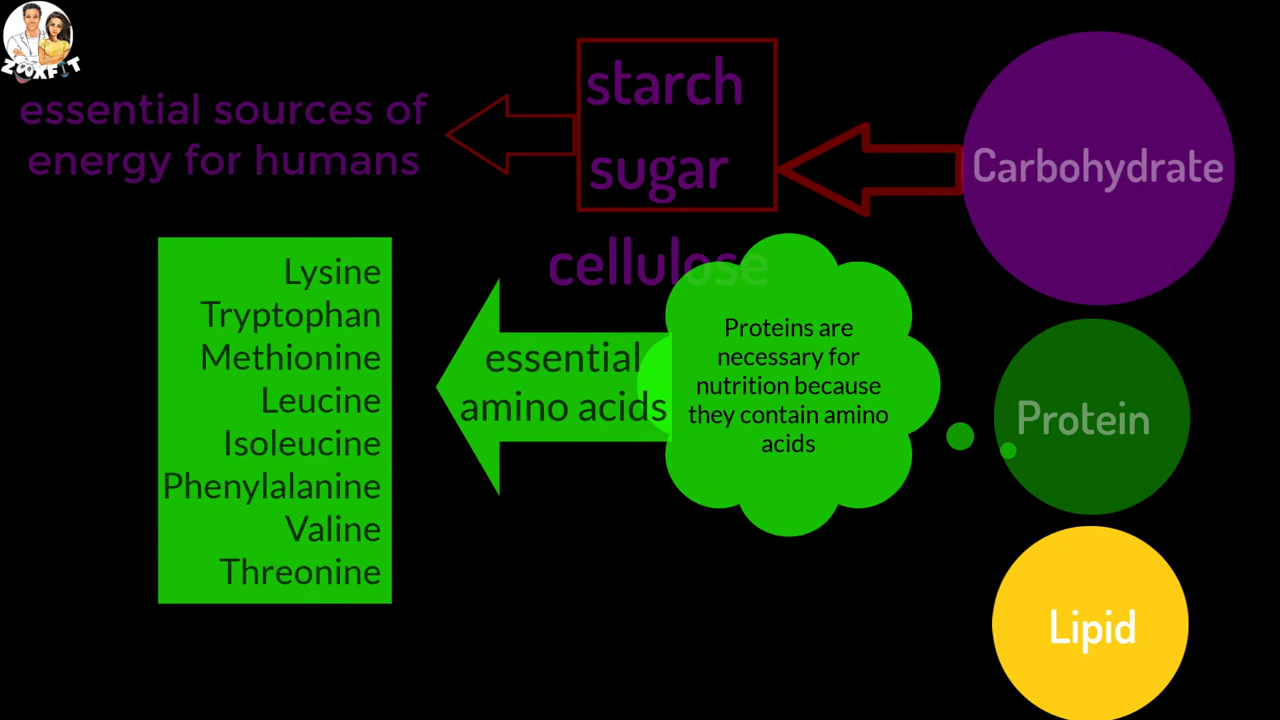 ZOOXFIT
essential sources of
energy for humans
starch
sugar
cellulose
Carbohydrate
Lysine
Tryptophan
Methionine
Leucine
Isoleucine
Phenylalanine
Valine
Threonine
essential
amino acids
Proteins are
necessary for
nutrition because
they contain amino
acids
Protein
Lipid